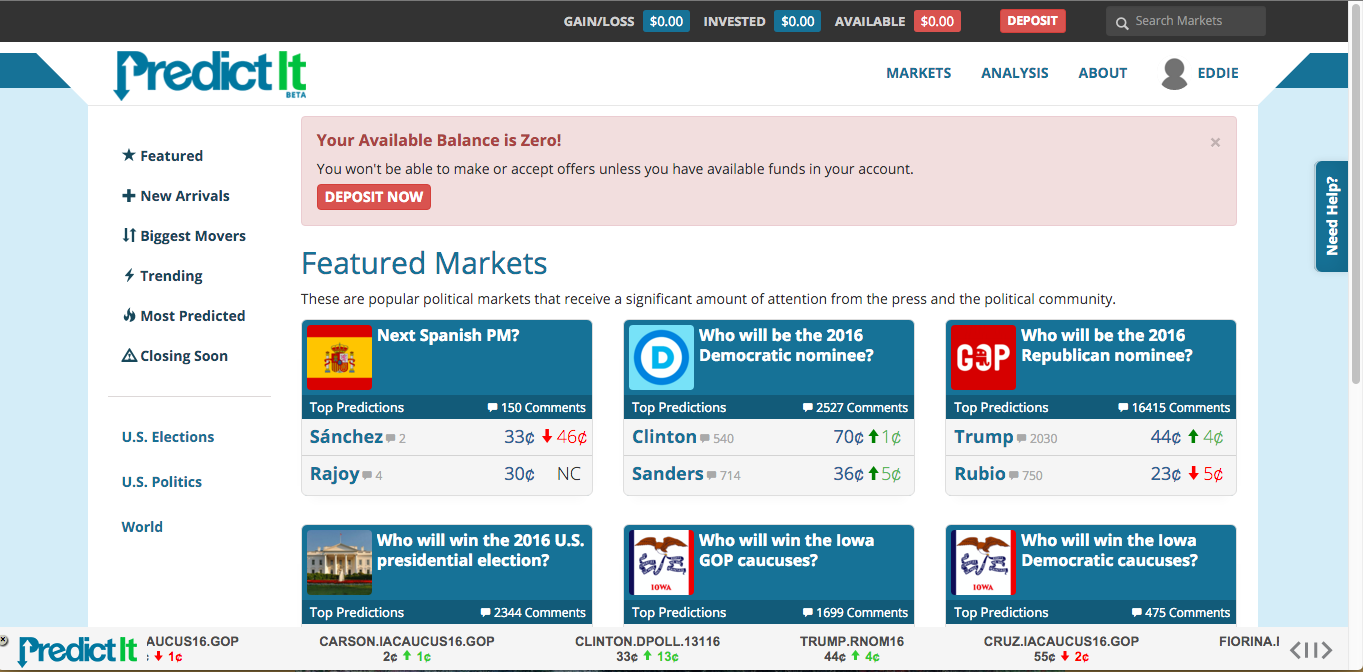 GAIN/LOSS $0.00 INVESTED $0.00 AVAILABLE $0.00 DEPOSIT Search Markets
PredictIt
BETA
MARKETS ANALYSIS ABOUT EDDIE
Featured
New Arrivals
Biggest Movers
Trending
Most Predicted
Closing Soon
U.S. Elections
U.S. Politics
World
Your Available Balance is Zero!
×
You won't be able to make or accept offers unless you have available funds in your account.
DEPOSIT NOW
Need Help?
Featured Markets
These are popular political markets that receive a significant amount of attention from the press and the political community.
Next Spanish PM?
Top Predictions 150 Comments
Sánchez 2 33¢ 46¢
Rajoy 4 30¢ NC
D
Who will be the 2016
Democratic nominee?
Top Predictions 2527 Comments
Clinton 540 70¢ 1¢
Sanders 714 36¢ 5¢
GOP
Who will be the 2016
Republican nominee?
Top Predictions 16415 Comments
Trump 2030 44¢ 4¢
Rubio 750 23¢ 5¢
Who will win the 2016 U.S.
presidential election?
Top Predictions 2344 Comments
IOWA
Who will win the Iowa
GOP caucuses?
Top Predictions 1699 Comments
IOWA
Who will win the Iowa
Democratic caucuses?
Top Predictions 475 Comments
PredictIt
AUCUS16.GOP CARSON.IACAUCUS16.GOP CLINTON.DPOLL.13116 TRUMP.RNOM16 CRUZ.IACAUCUS16.GOP FIORINA.I
1¢ 2¢ 1¢ 33¢ 13¢ 44¢ 4¢ 55¢ 2¢